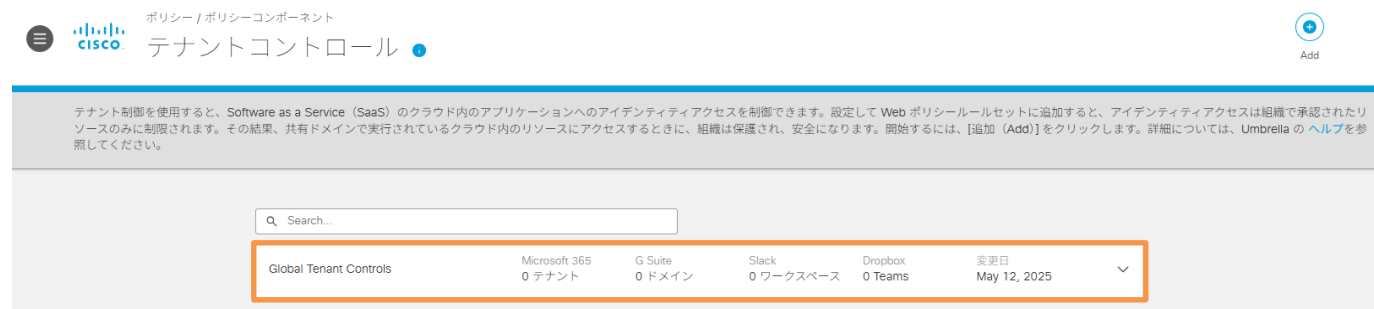 ポリシー / ポリシーコンポーネント
CISCO
テナントコントロール
Add
テナント制御を使用すると、Software as a Service（SaaS）のクラウド内のアプリケーションへのアイデンティティアクセスを制御できます。設定して Web ポリシールールセットに追加すると、アイデンティティアクセスは組織で承認されたリ
ソースのみに制限されます。その結果、共有ドメインで実行されているクラウド内のリソースにアクセスするときに、組織は保護され、安全になります。開始するには、[追加（Add)] をクリックします。詳細については、Umbrella の ヘルプを参
照してください。
Search...
Global Tenant Controls
Microsoft 365
0 テナント
G Suite
0 ドメイン
Slack
0 ワークスペース
Dropbox
0 Teams
変更日
May 12, 2025